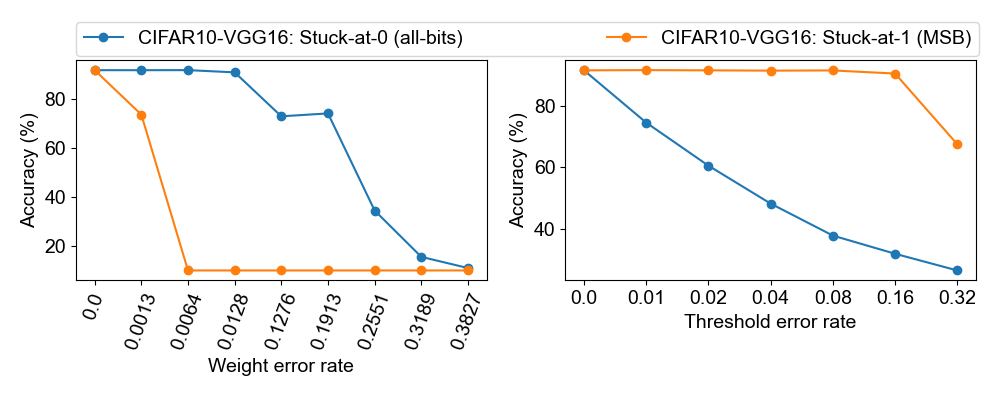 CIFAR10-VGG16: Stuck-at-0 (all-bits)
CIFAR10-VGG16: Stuck-at-1 (MSB)
Accuracy (%)
80
60
40
20
0.0
0.0013
0.0064
0.0128
0.1276
0.1913
0.2551
0.3189
0.3827
Weight error rate
Accuracy (%)
80
60
40
0.0 0.01 0.02 0.04 0.08 0.16 0.32
Threshold error rate